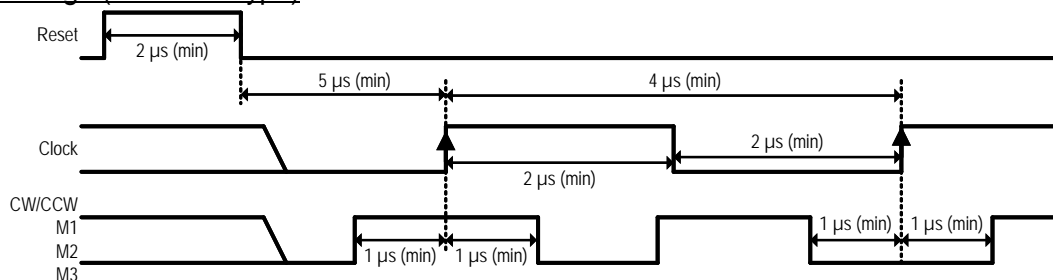 Reset
2 µs (min)
5 µs (min)
4 µs (min)
Clock
2 µs (min)
2 µs (min)
CW/CCW
M1
M2
M3
1 µs (min)
1 µs (min)
1 µs (min)
1 µs (min)